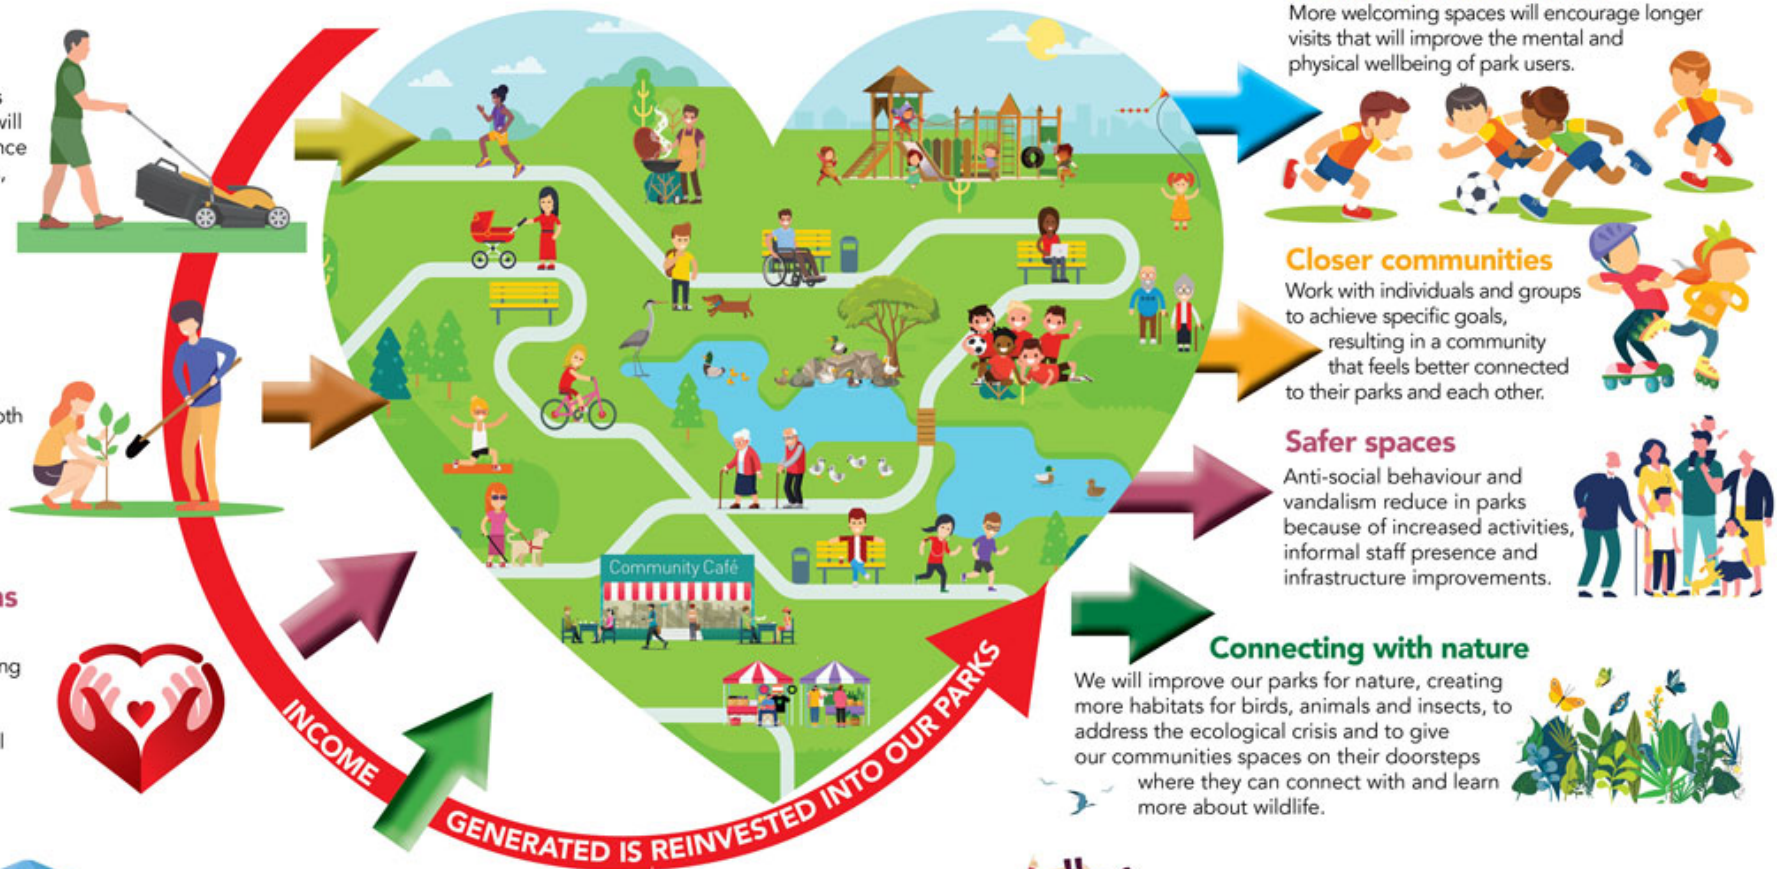 More welcoming spaces will encourage longer
visits that will improve the mental and
physical wellbeing of park users.
Closer communities
Work with individuals and groups
to achieve specific goals,
resulting in a community
that feels better connected
to their parks and each other.
Safer spaces
Anti-social behaviour and
vandalism reduce in parks
because of increased activities,
informal staff presence and
infrastructure improvements.
Connecting with nature
We will improve our parks for nature, creating
more habitats for birds, animals and insects, to
address the ecological crisis and to give
our communities spaces on their doorsteps
where they can connect with and learn
more about wildlife.
Community Café
INCOME GENERATED IS REINVESTED INTO OUR PARKS